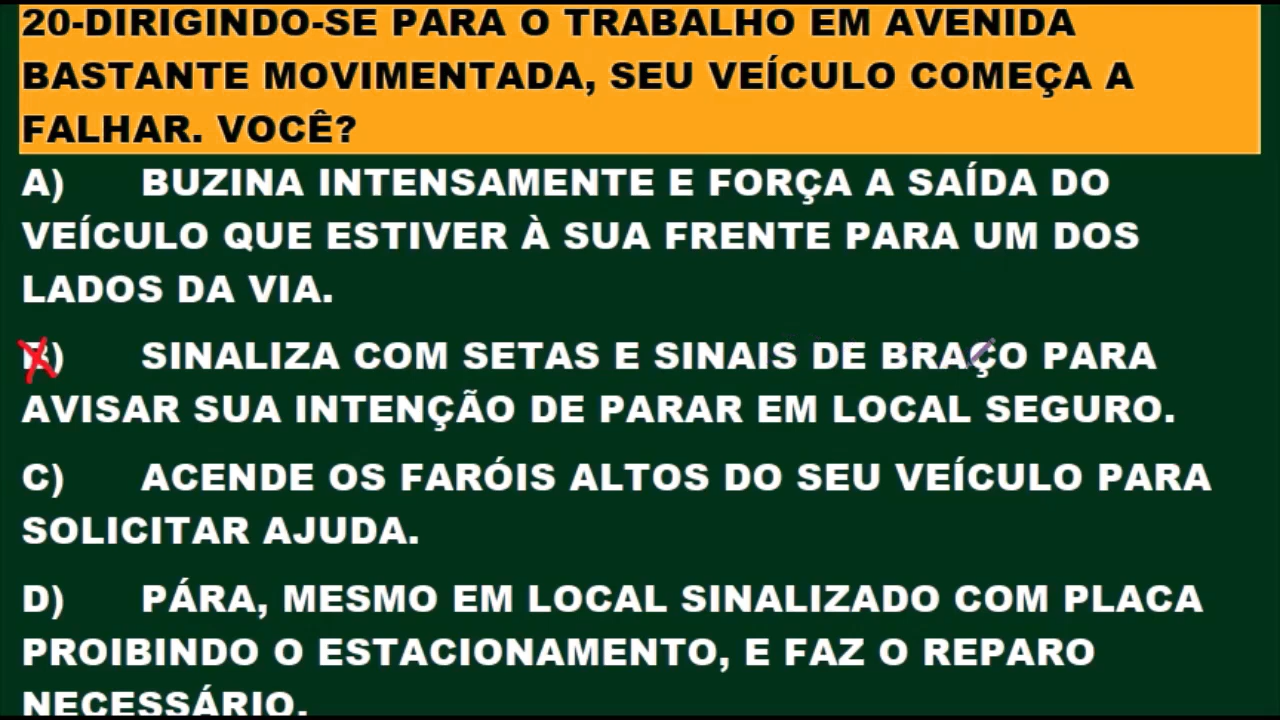 20-DIRIGINDO-SE PARA O TRABALHO EM AVENIDA
BASTANTE MOVIMENTADA, SEU VEÍCULO COMEÇA A
FALHAR. VOCÊ?
A) BUZINA INTENSAMENTE E FORÇA A SAÍDA DO
VEÍCULO QUE ESTIVER À SUA FRENTE PARA UM DOS
LADOS DA VIA.
B) SINALIZA COM SETAS E SINAIS DE BRAÇO PARA
AVISAR SUA INTENÇÃO DE PARAR EM LOCAL SEGURO.
C) ACENDE OS FARÓIS ALTOS DO SEU VEÍCULO PARA
SOLICITAR AJUDA.
D) PÁRA, MESMO EM LOCAL SINALIZADO COM PLACA
PROIBINDO O ESTACIONAMENTO, E FAZ O REPARO
NECESSÁRIO.